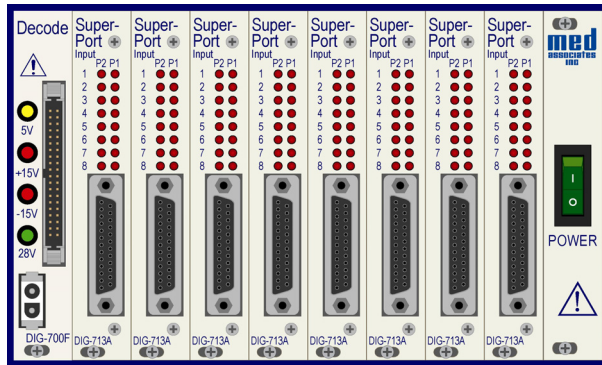 Decode
5V
+15V
-15V
28V
DIG-700F
Super-
Port
Input
P2 P1
1
2
3
4
5
6
7
8
DIG-713A
Super-
Port
Input
P2 P1
1
2
3
4
5
6
7
8
DIG-713A
Super-
Port
Input
P2 P1
1
2
3
4
5
6
7
8
DIG-713A
Super-
Port
Input
P2 P1
1
2
3
4
5
6
7
8
DIG-713A
Super-
Port
Input
P2 P1
1
2
3
4
5
6
7
8
DIG-713A
Super-
Port
Input
P2 P1
1
2
3
4
5
6
7
8
DIG-713A
Super-
Port
Input
P2 P1
1
2
3
4
5
6
7
8
DIG-713A
Super-
Port
Input
P2 P1
1
2
3
4
5
6
7
8
DIG-713A
med
ASSOCIATES
INC
I
O
POWER